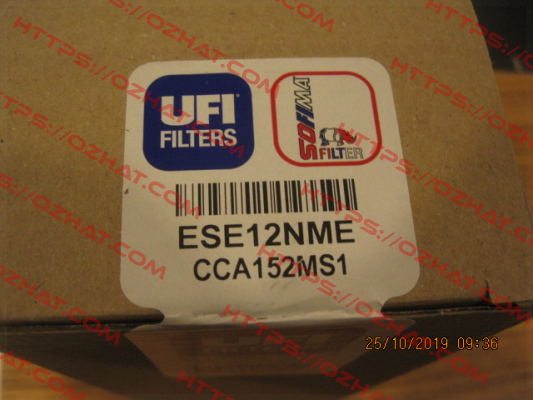 UFI
FILTERS
SOFIMA
FILTER
ESE12NME
CCA152MS1
25/10/2019 09:36
HTTPS://OZHAT.COM